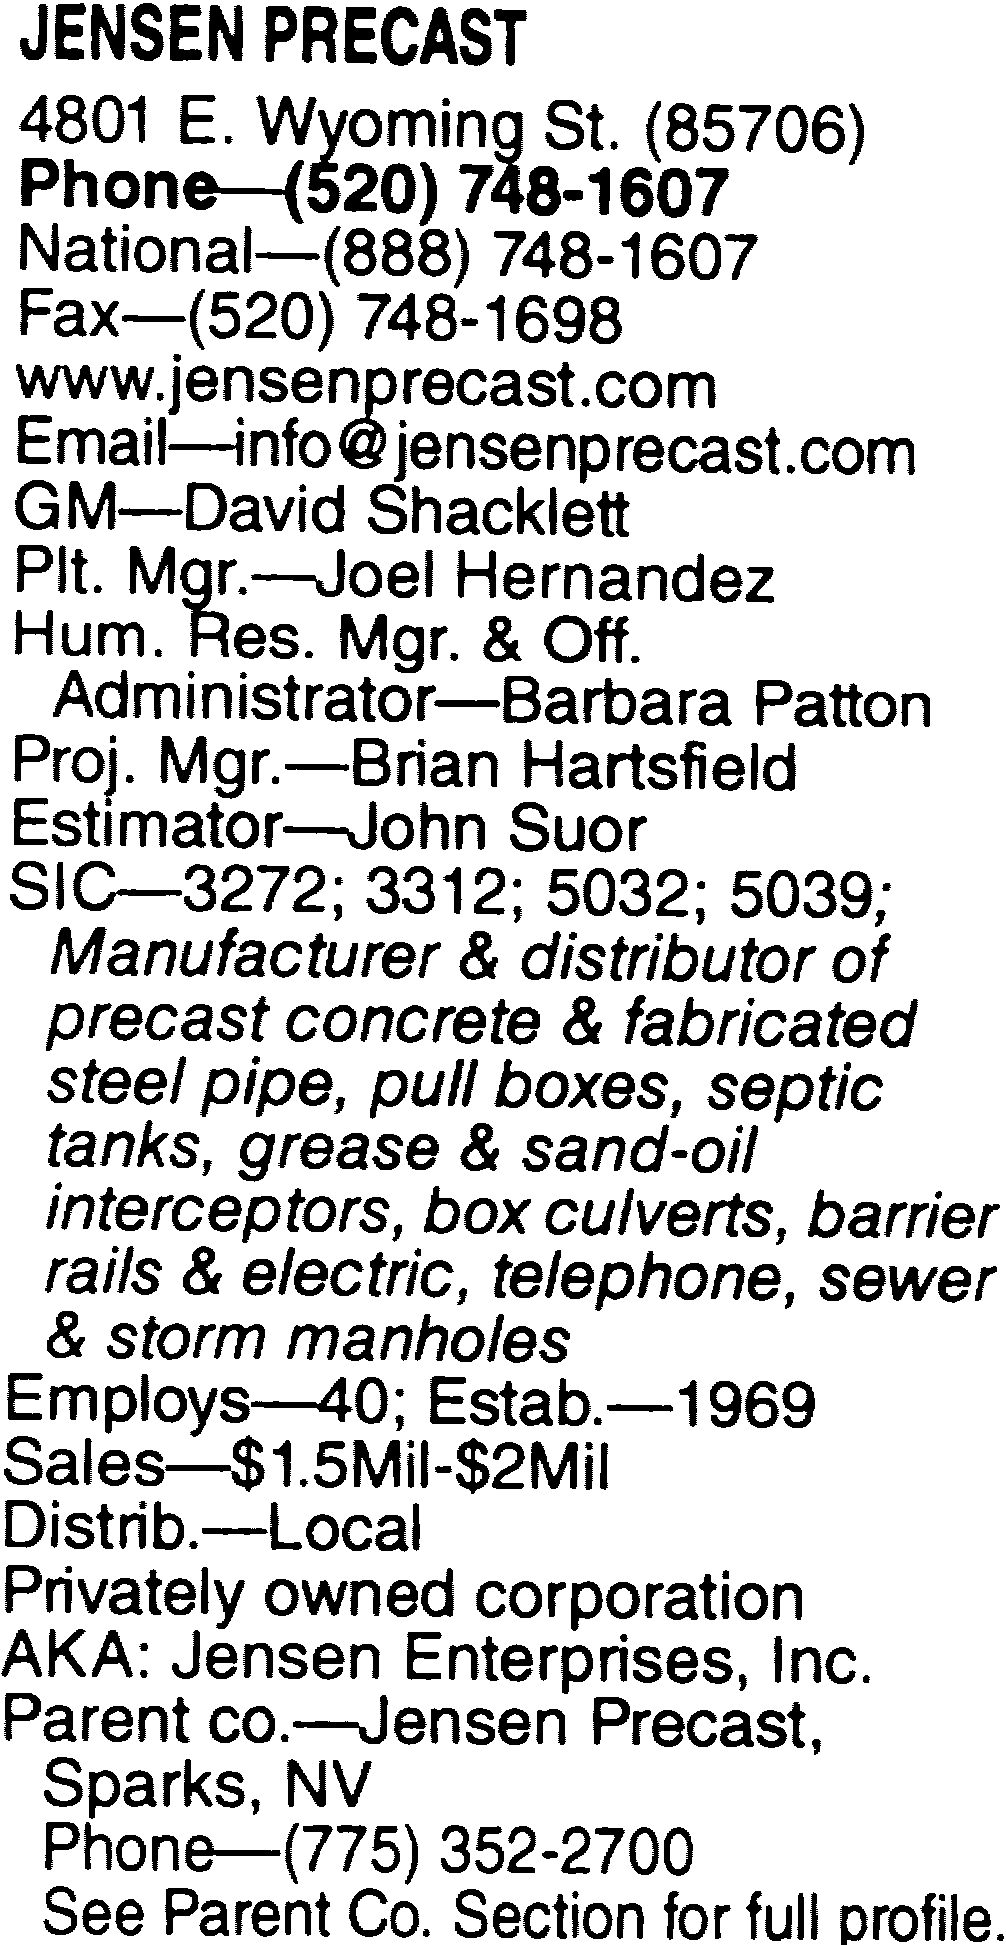 JENSEN PRECAST
4801 E. Wyoming St. (85706)
Phone—(520) 748-1607
National—(888) 748-1607
Fax—(520) 748-1698
www.jensenprecast.com
Email—info@jensenprecast.com
GM—David Shacklett
Plt. Mgr.—Joel Hernandez
Hum. Res. Mgr. & Off.
Administrator—Barbara Patton
Proj. Mgr.—Brian Hartsfield
Estimator—John Suor
SIC—3272; 3312; 5032; 5039;
Manufacturer & distributor of
precast concrete & fabricated
steel pipe, pull boxes, septic
tanks, grease & sand-oil
interceptors, box culverts, barrier
rails & electric, telephone, sewer
& storm manholes
Employs—40; Estab.—1969
Sales—$1.5Mil-$2Mil
Distrib.—Local
Privately owned corporation
AKA: Jensen Enterprises, Inc.
Parent co.—Jensen Precast,
Sparks, NV
Phone—(775) 352-2700
See Parent Co. Section for full profile.